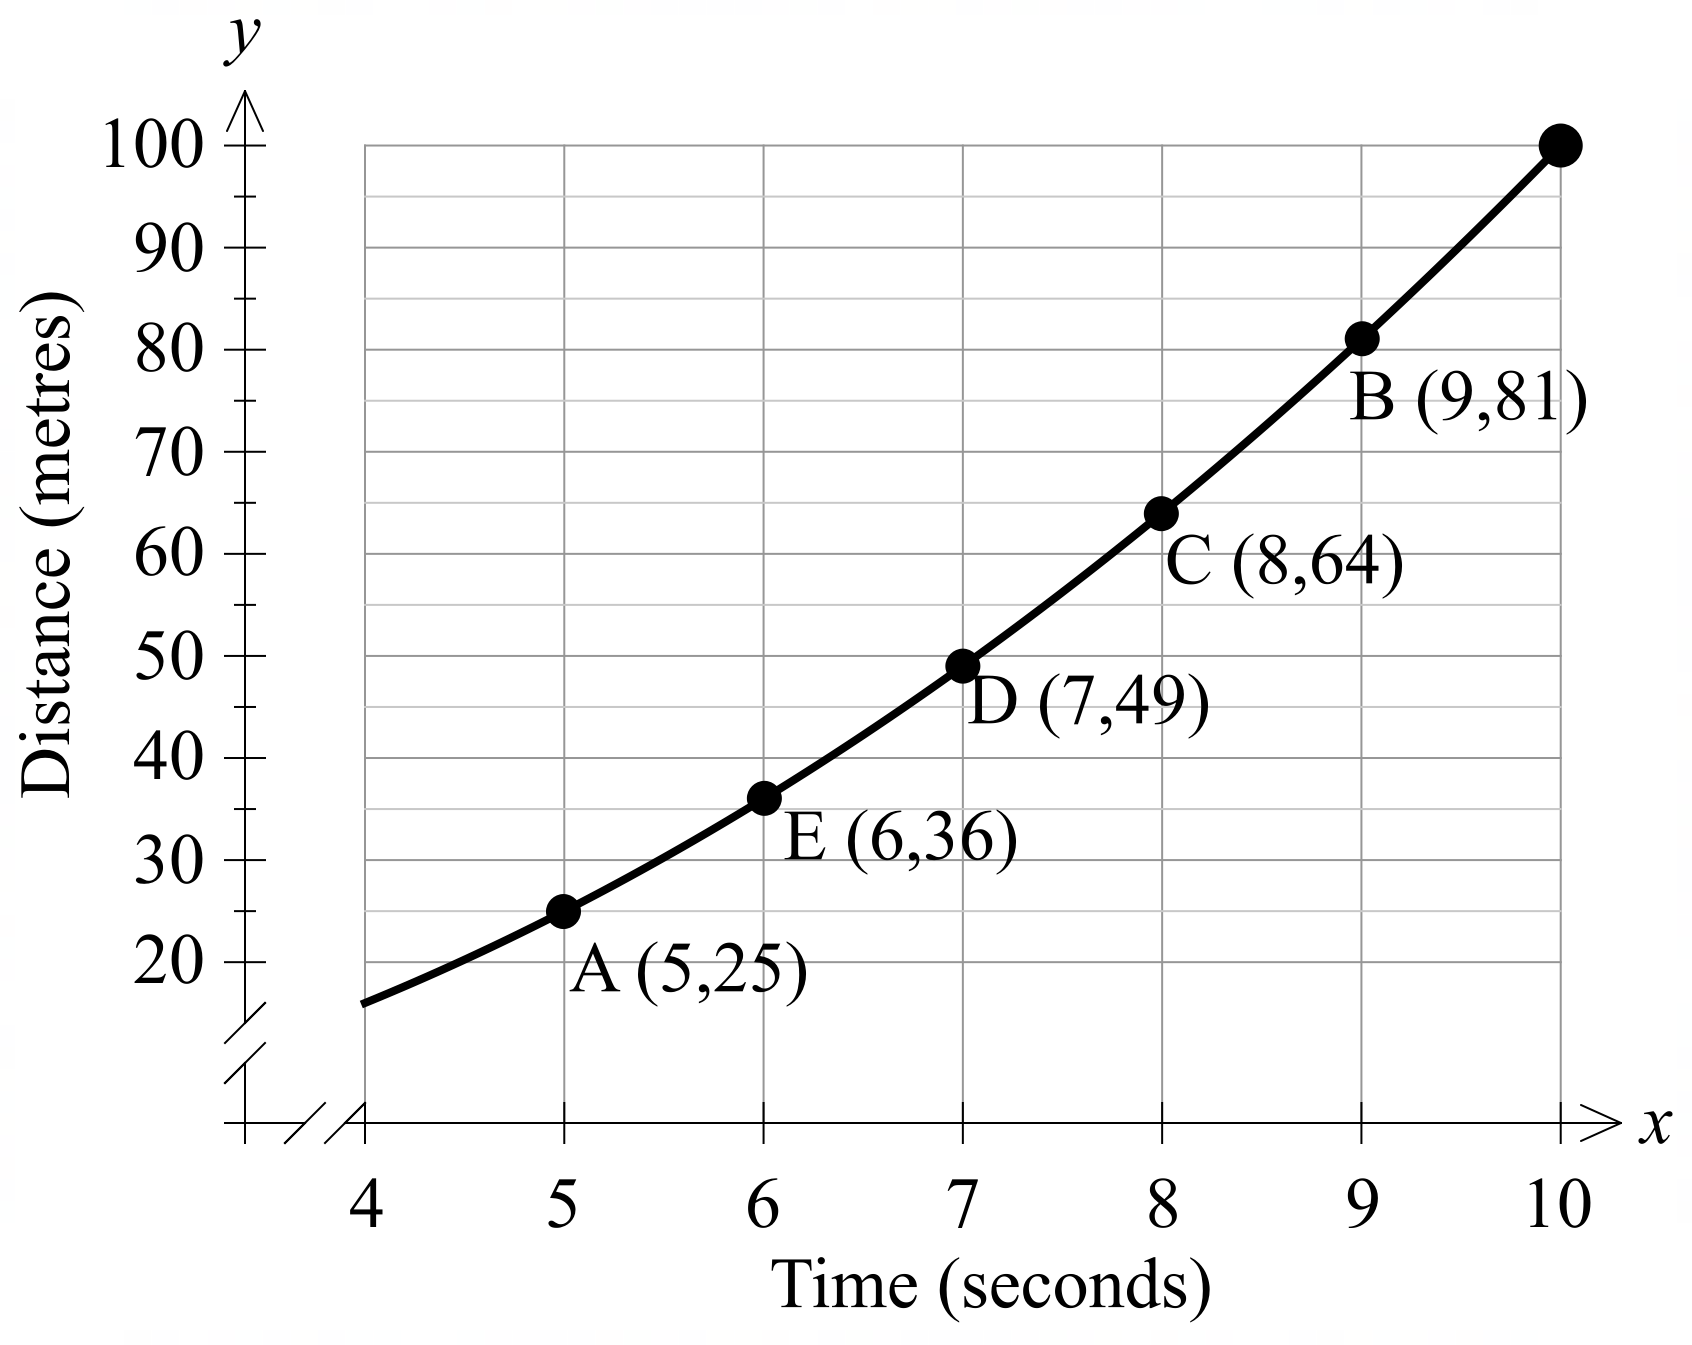 y
100
90
80
70
60
50
40
30
20
Distance (metres)
B (9,81)
C (8,64)
D (7,49)
E (6,36)
A (5,25)
x
4 5 6 7 8 9 10
Time (seconds)